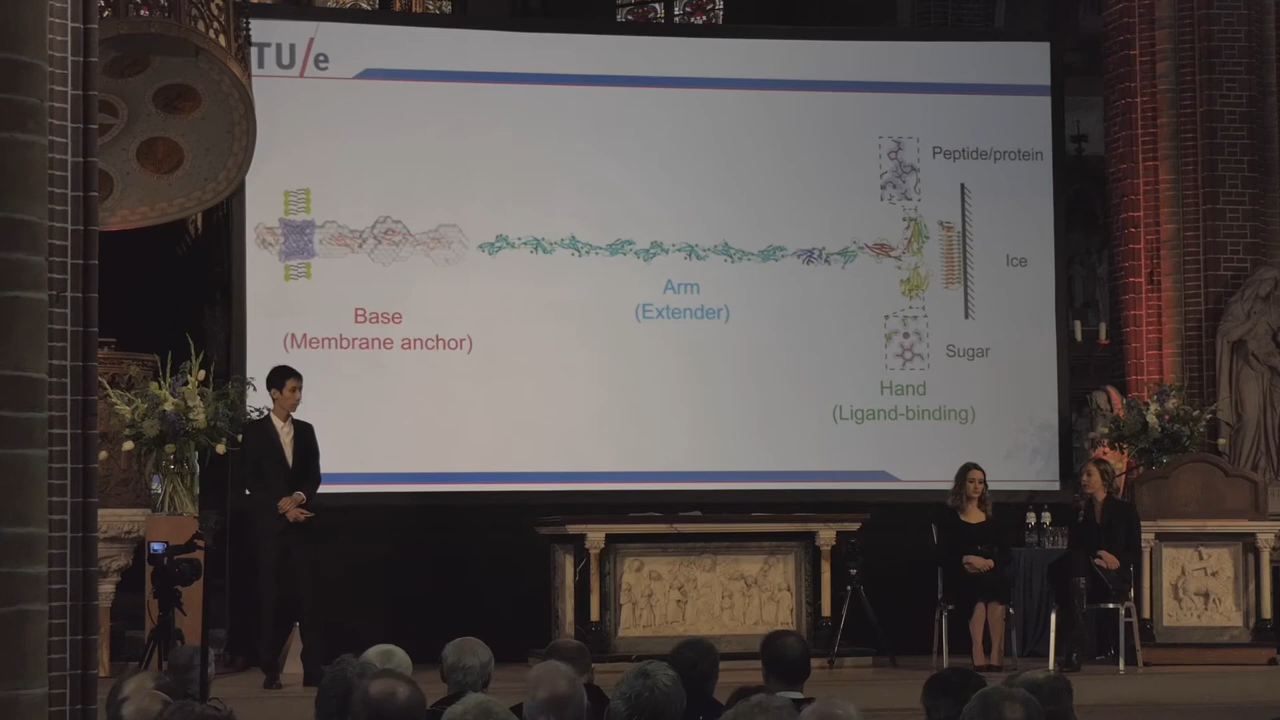 TU/e
Peptide/protein
Ice
Arm
(Extender)
Base
(Membrane anchor)
Sugar
Hand
(Ligand-binding)